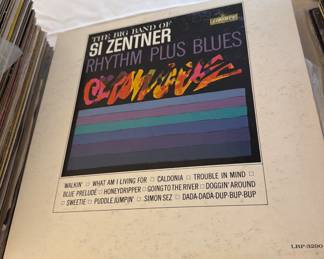 THE BIG BAND OF
SI ZENTNER
RHYTHM PLUS BLUES
LIBERTY
WALKIN' □ WHAT AM I LIVING FOR □ CALDONIA □ TROUBLE IN MIND □
BLUE PRELUDE □ HONEYDRIPPER □ GOING TO THE RIVER □ DOGGIN' AROUND
□ SWEETIE □ PUDDLE JUMPIN' □ SIMON SEZ □ DADA-DADA-DUP-BUP-BUP
LRP-3290